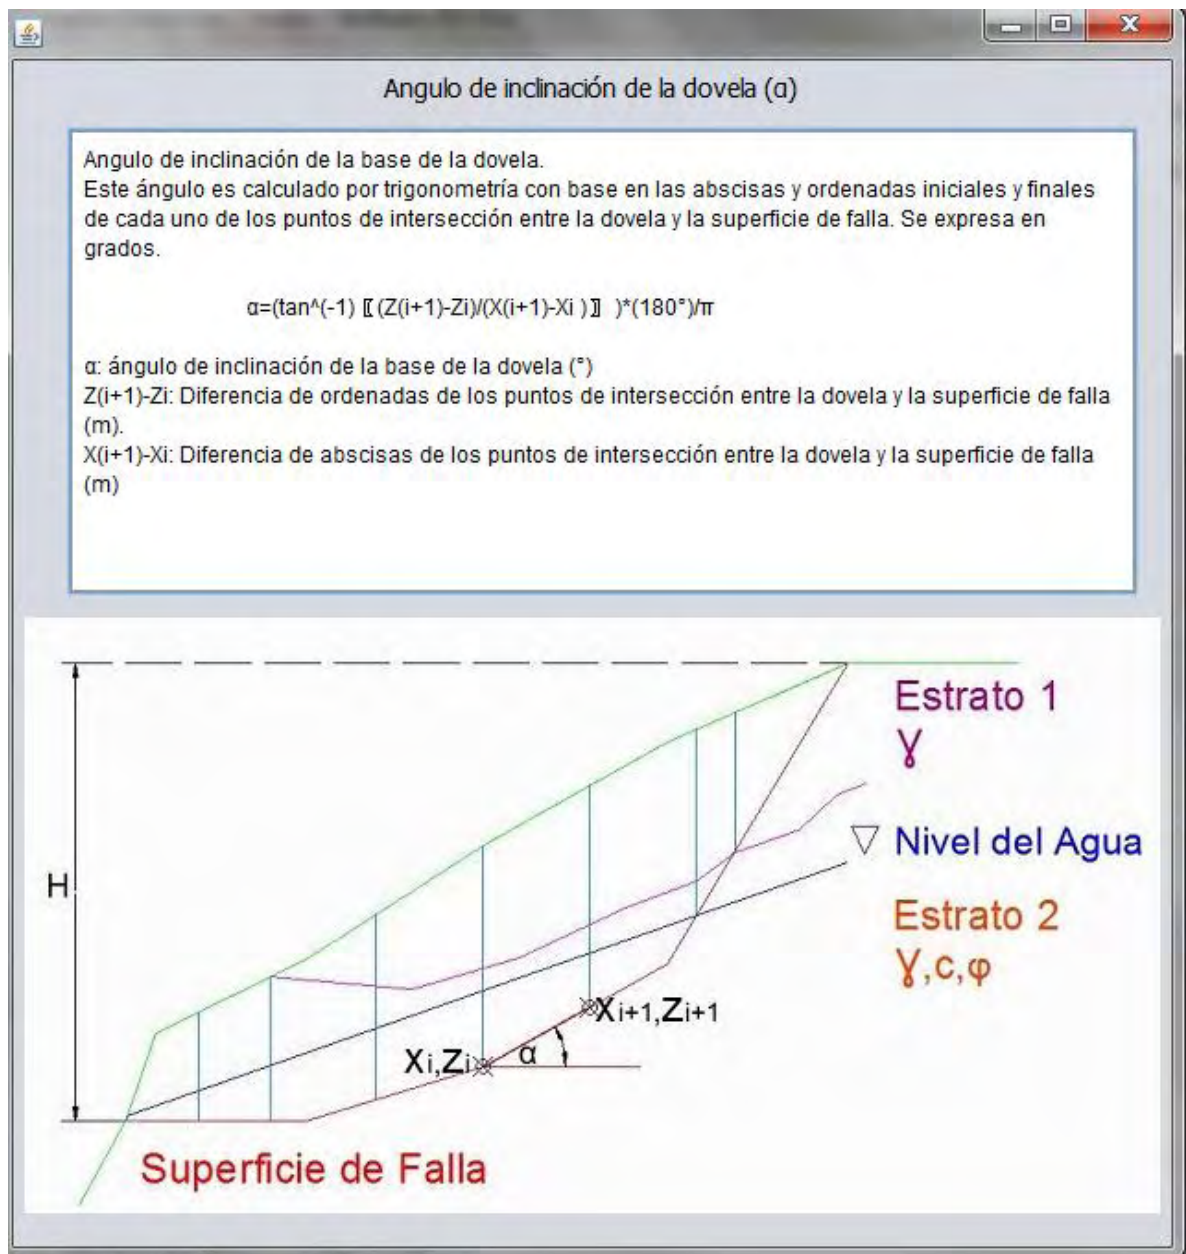 Angulo de inclinación de la dovela (α)
Angulo de inclinación de la base de la dovela.
Este ángulo es calculado por trigonometría con base en las abscisas y ordenadas iniciales y finales
de cada uno de los puntos de intersección entre la dovela y la superficie de falla. Se expresa en
grados.
α=(tan^(-1)〖(Z(i+1)-Zi)/(X(i+1)-Xi )〗 )*(180°)/π
α: ángulo de inclinación de la base de la dovela (°)
Z(i+1)-Zi: Diferencia de ordenadas de los puntos de intersección entre la dovela y la superficie de falla
(m).
X(i+1)-Xi: Diferencia de abscisas de los puntos de intersección entre la dovela y la superficie de falla
(m)
Estrato 1
γ
Nivel del Agua
H
Estrato 2
γ,c,φ
Xi+1,Zi+1
Xi,Zi
α
Superficie de Falla